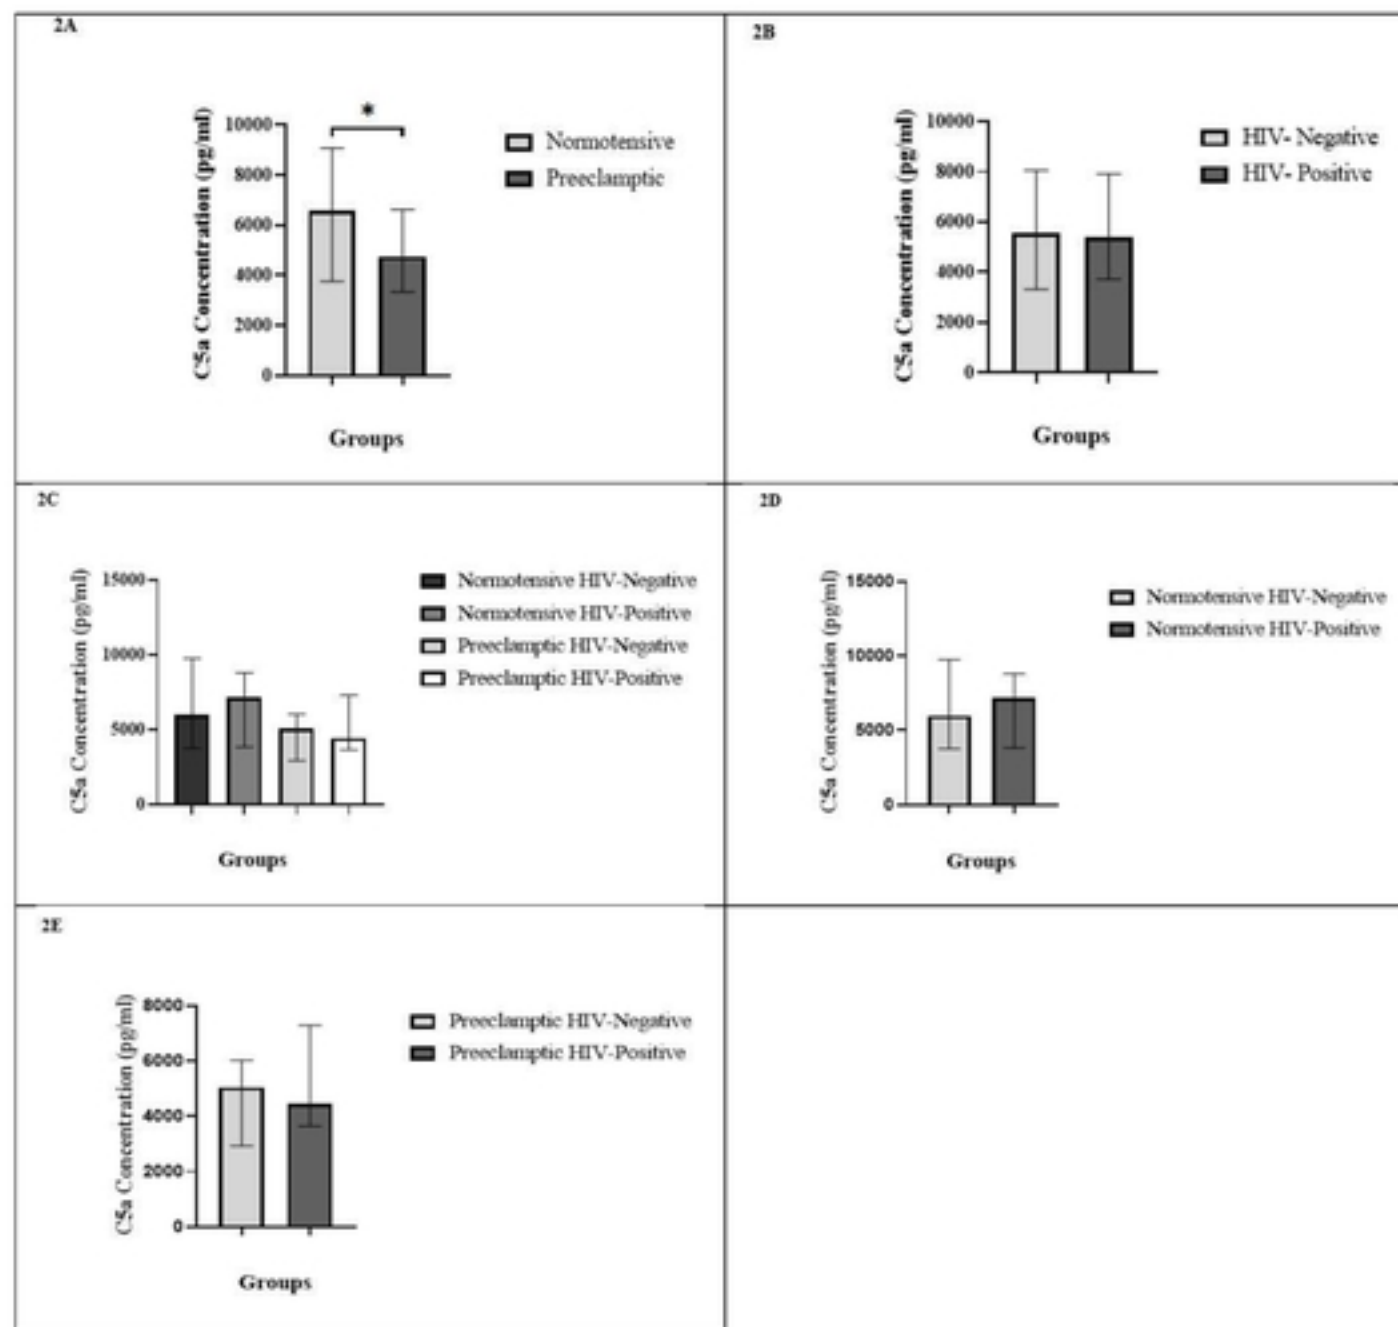 2A
*
10000
8000
6000
4000
2000
0
C5a Concentration (pg/ml)
Groups
Normotensive
Preeclamptic
2B
10000
8000
6000
4000
2000
0
C5a Concentration (pg/ml)
Groups
HIV- Negative
HIV- Positive
2C
15000
10000
5000
0
C5a Concentration (pg/ml)
Groups
Normotensive HIV-Negative
Normotensive HIV-Positive
Preeclamptic HIV-Negative
Preeclamptic HIV-Positive
2D
15000
10000
5000
0
C5a Concentration (pg/ml)
Groups
Normotensive HIV-Negative
Normotensive HIV-Positive
2E
8000
6000
4000
2000
0
C5a Concentration (pg/ml)
Groups
Preeclamptic HIV-Negative
Preeclamptic HIV-Positive